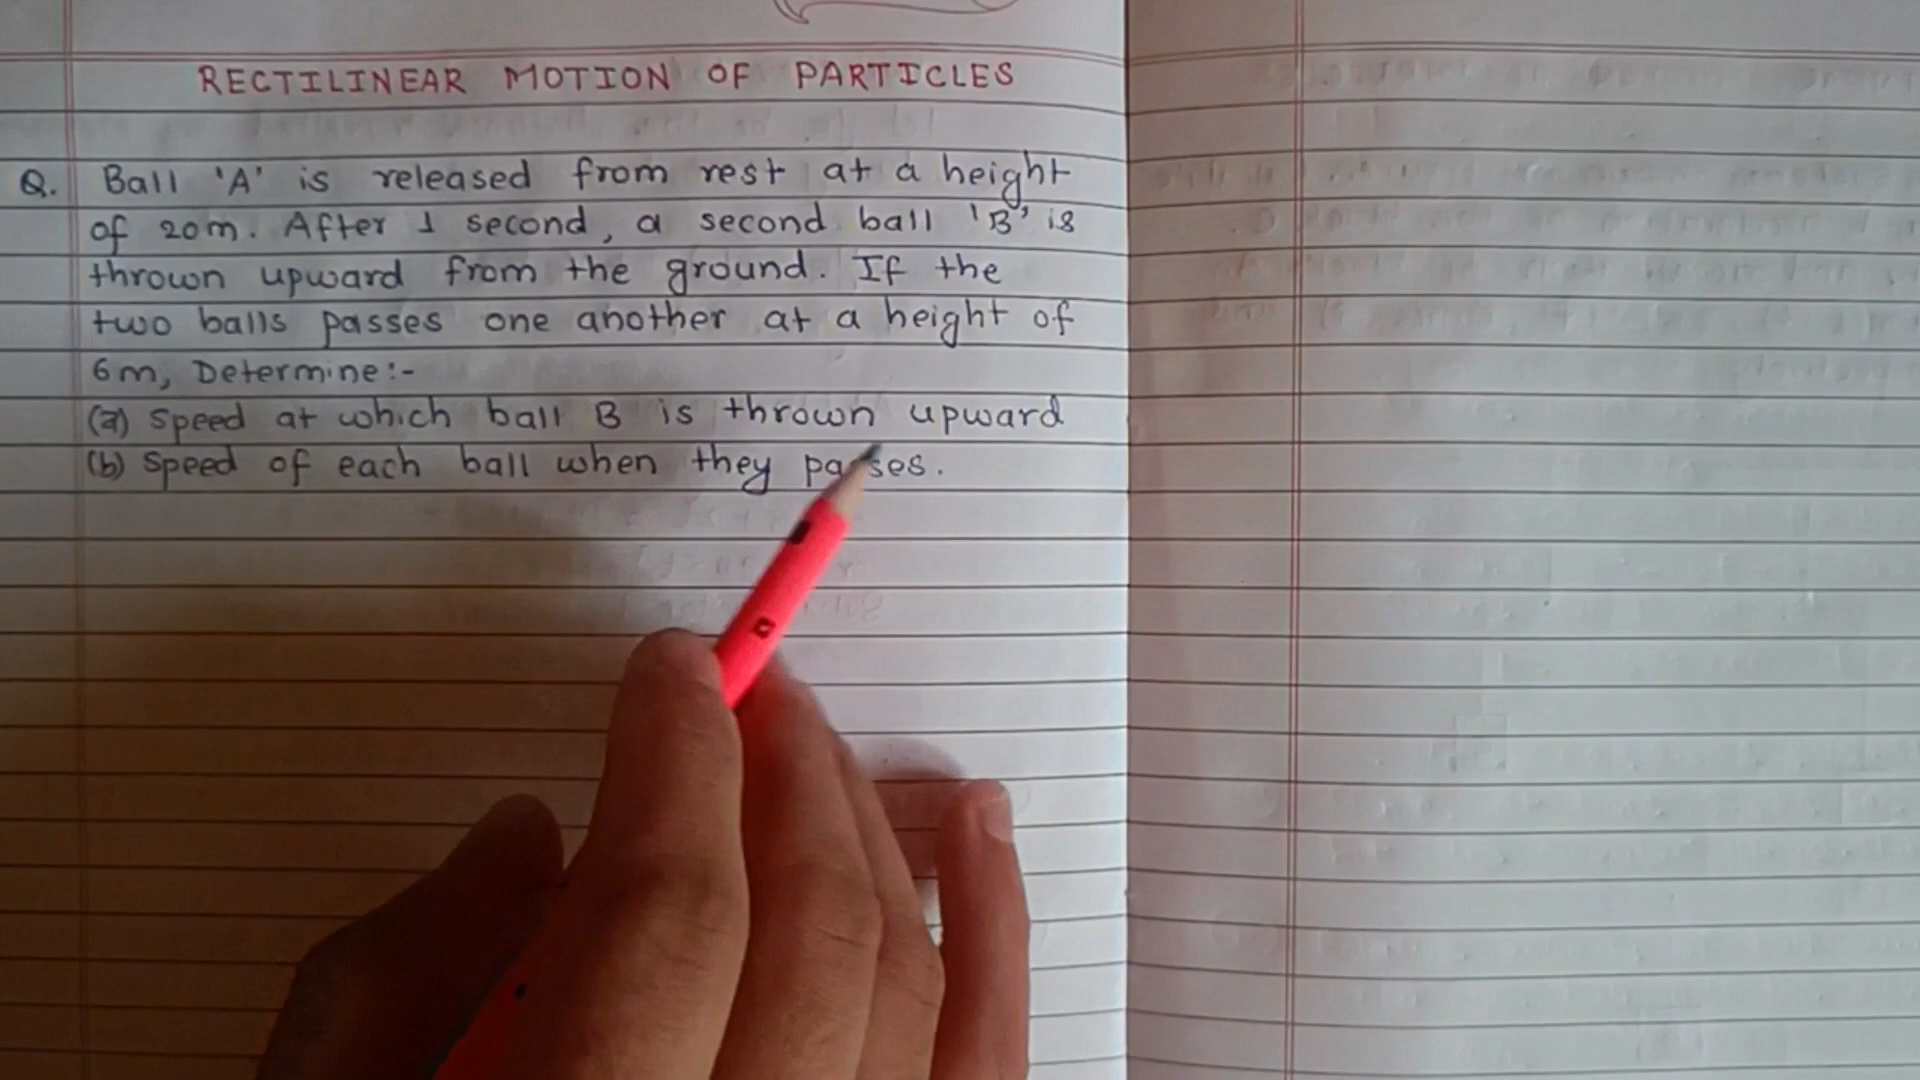 RECTILINEAR MOTION OF PARTICLES
Q. Ball 'A' is released from rest at a height
of 20m. After 1 second, a second ball 'B' is
thrown upward from the ground. If the
two balls passes one another at a height of
6m, Determine:-
(a) Speed at which ball B is thrown upward
(b) Speed of each ball when they passes.